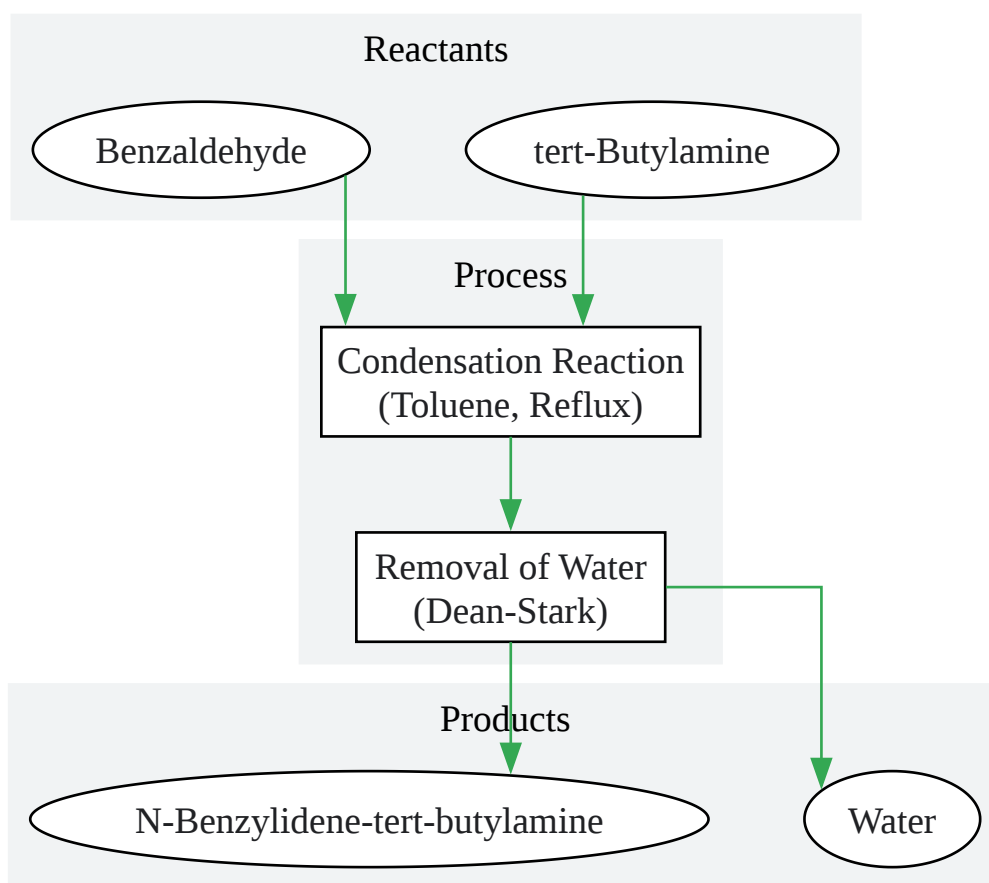 Reactants
Benzaldehyde
tert-Butylamine
Process
Condensation Reaction
(Toluene, Reflux)
Removal of Water
(Dean-Stark)
Products
N-Benzylidene-tert-butylamine
Water